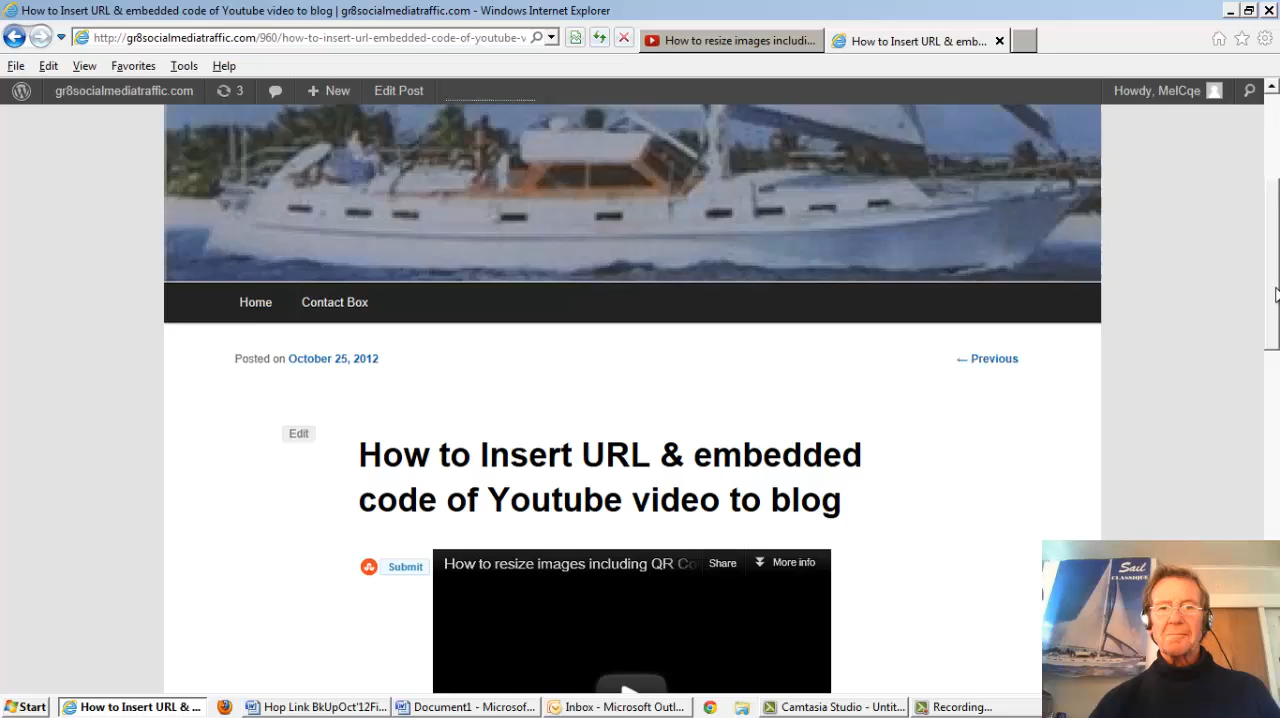 How to Insert URL & embedded code of Youtube video to blog | gr8socialmediatraffic.com - Windows Internet Explorer
http://gr8socialmediatraffic.com/960/how-to-insert-url-embedded-code-of-youtube-v
How to resize images includi...
How to Insert URL & emb...
File Edit View Favorites Tools Help
gr8socialmediatraffic.com 3 + New Edit Post Howdy, MelCqe
Home Contact Box
Posted on October 25, 2012 ← Previous
Edit
How to Insert URL & embedded
code of Youtube video to blog
Submit
How to resize images including QR Co
Share
More info
Sail
CLASSIQUE
Start
How to Insert URL & ...
Hop Link BkUpOct'12Fi...
Document1 - Microsof...
Inbox - Microsoft Outl...
Camtasia Studio - Untit...
Recording...